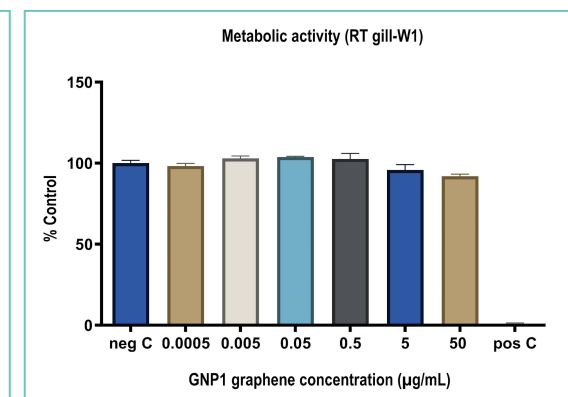 Metabolic activity (RT gill-W1)
150
100
50
0
% Control
neg C 0.0005 0.005 0.05 0.5 5 50 pos C
GNP1 graphene concentration (µg/mL)